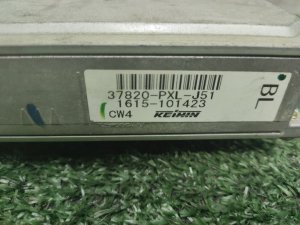 37820-PXL-J51
1615-101423
CW4 KEIHIN
BL